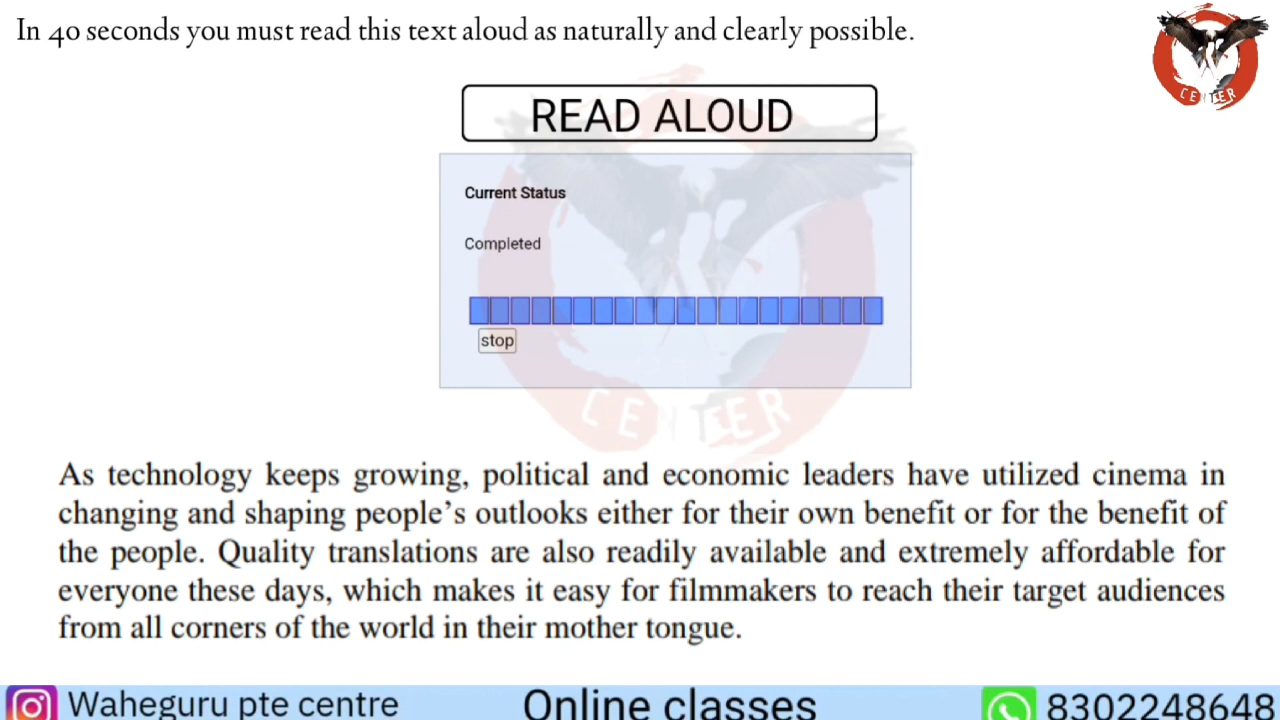 In 40 seconds you must read this text aloud as naturally and clearly possible.
CENTER
READ ALOUD
Current Status
Completed
stop
CENTER
As technology keeps growing, political and economic leaders have utilized cinema in
changing and shaping people’s outlooks either for their own benefit or for the benefit of
the people. Quality translations are also readily available and extremely affordable for
everyone these days, which makes it easy for filmmakers to reach their target audiences
from all corners of the world in their mother tongue.
Waheguru pte centre
Online classes
8302248648